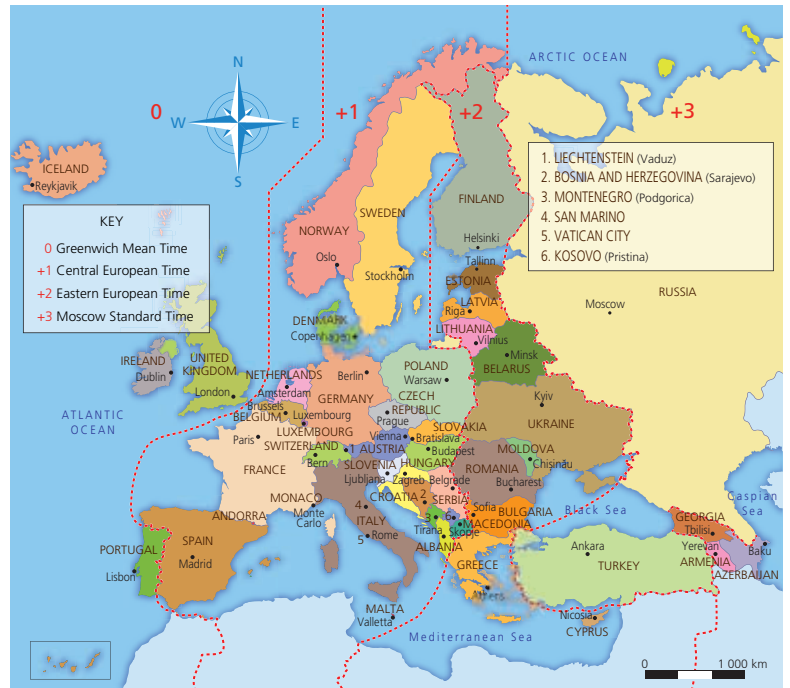 ARCTIC OCEAN
N
W
E
S
0
+1
+2
+3
1. LIECHTENSTEIN (Vaduz)
2. BOSNIA AND HERZEGOVINA (Sarajevo)
3. MONTENEGRO (Podgorica)
4. SAN MARINO
5. VATICAN CITY
6. KOSOVO (Pristina)
ICELAND
Reykjavik
KEY
0 Greenwich Mean Time
+1 Central European Time
+2 Eastern European Time
+3 Moscow Standard Time
FINLAND
Helsinki
SWEDEN
Stockholm
NORWAY
Oslo
Tallinn
ESTONIA
LATVIA
Riga
LITHUANIA
Vilnius
Minsk
BELARUS
RUSSIA
Moscow
DENMARK
Copenhagen
IRELAND
Dublin
UNITED
KINGDOM
London
NETHERLANDS
Amsterdam
Brussels
BELGIUM
Luxembourg
LUXEMBOURG
Berlin
GERMANY
POLAND
Warsaw
CZECH
REPUBLIC
Prague
Kyiv
UKRAINE
ATLANTIC
OCEAN
Paris
FRANCE
SWITZERLAND
Bern
1
AUSTRIA
Vienna
SLOVAKIA
Bratislava
Budapest
HUNGARY
SLOVENIA
Ljubljana
Zagreb
CROATIA
2
Belgrade
SERBIA
ROMANIA
Bucharest
MOLDOVA
Chişinău
MONACO
Monte
Carlo
ANDORRA
4
ITALY
5
Rome
3
6
Tirana
ALBANIA
Skopje
MACEDONIA
Sofia
BULGARIA
Black Sea
Caspian
Sea
GEORGIA
Tbilisi
Yerevan
ARMENIA
Baku
AZERBAIJAN
PORTUGAL
Lisbon
SPAIN
Madrid
GREECE
Athens
Ankara
TURKEY
MALTA
Valletta
Mediterranean Sea
Nicosia
CYPRUS
0
1 000 km